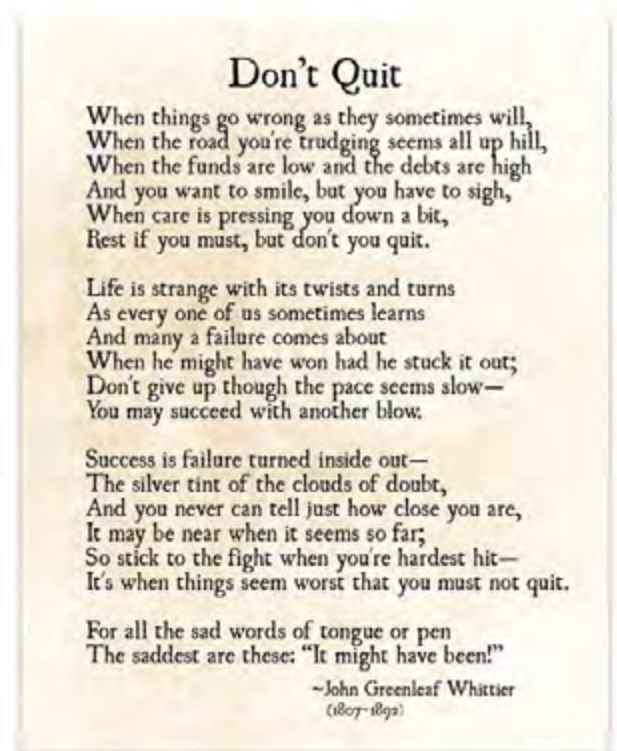 Don't Quit
When things go wrong as they sometimes will,
When the road you're trudging seems all up hill,
When the funds are low and the debts are high
And you want to smile, but you have to sigh,
When care is pressing you down a bit,
Rest if you must, but don't you quit.
Life is strange with its twists and turns
As every one of us sometimes learns
And many a failure comes about
When he might have won had he stuck it out;
Don't give up though the pace seems slow—
You may succeed with another blow.
Success is failure turned inside out—
The silver tint of the clouds of doubt,
And you never can tell just how close you are,
It may be near when it seems so far;
So stick to the fight when you're hardest hit—
It's when things seem worst that you must not quit.
For all the sad words of tongue or pen
The saddest are these: “It might have been!”
~John Greenleaf Whittier
(1807-1892)